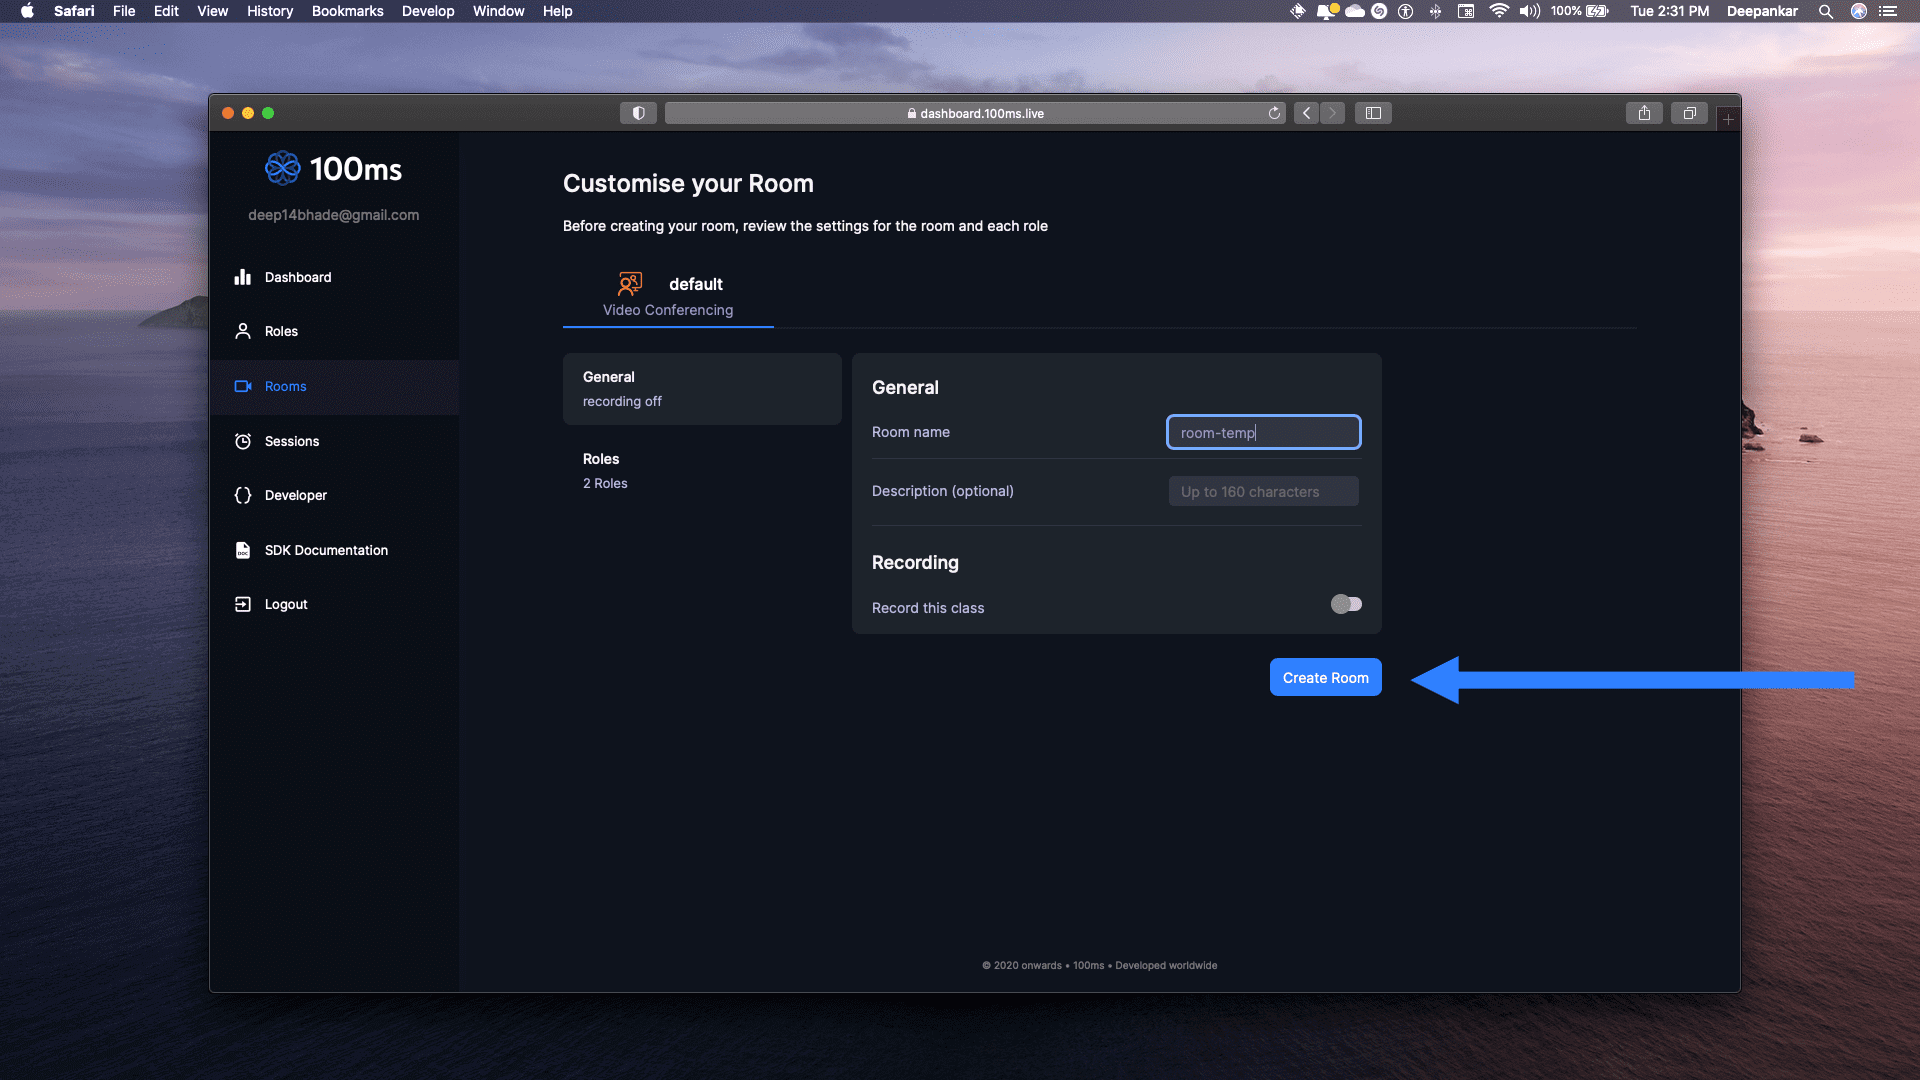 Safari File Edit View History Bookmarks Develop Window Help 100% Tue 2:31 PM Deepankar
dashboard.100ms.live
100ms
deep14bhade@gmail.com
Dashboard
Roles
Rooms
Sessions
Developer
SDK Documentation
Logout
Customise your Room
Before creating your room, review the settings for the room and each role
default
Video Conferencing
General
recording off
Roles
2 Roles
General
Room name room-temp
Description (optional) Up to 160 characters
Recording
Record this class
Create Room
© 2020 onwards • 100ms • Developed worldwide